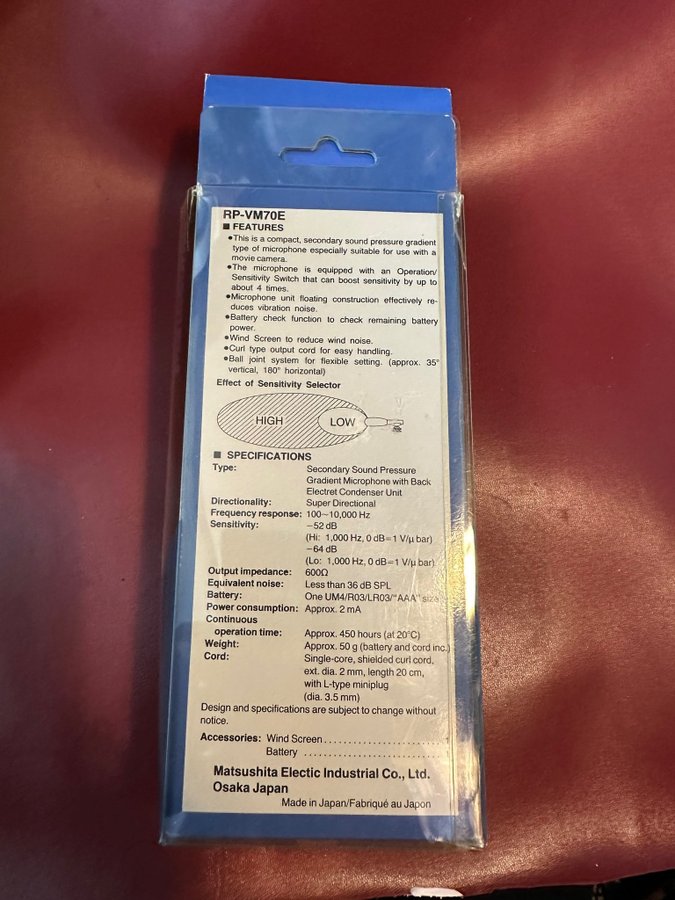 RP-VM70E
■ FEATURES
●This is a compact, secondary sound pressure gradient
type of microphone especially suitable for use with a
movie camera.
●The microphone is equipped with an Operation/
Sensitivity Switch that can boost sensitivity by up to
about 4 times.
●Microphone unit floating construction effectively re-
duces vibration noise.
●Battery check function to check remaining battery
power.
●Wind Screen to reduce wind noise.
●Curl type output cord for easy handling.
●Ball joint system for flexible setting. (approx. 35°
vertical, 180° horizontal)
Effect of Sensitivity Selector
HIGH LOW
■ SPECIFICATIONS
Type: Secondary Sound Pressure
Gradient Microphone with Back
Electret Condenser Unit
Directionality: Super Directional
Frequency response: 100~10,000 Hz
Sensitivity: −52 dB
(Hi: 1,000 Hz, 0 dB=1 V/μ bar)
−64 dB
(Lo: 1,000 Hz, 0 dB=1 V/μ bar)
Output impedance: 600Ω
Equivalent noise: Less than 36 dB SPL
Battery: One UM4/R03/LR03/"AAA" size
Power consumption: Approx. 2 mA
Continuous
operation time: Approx. 450 hours (at 20°C)
Weight: Approx. 50 g (battery and cord inc.)
Cord: Single-core, shielded curl cord,
ext. dia. 2 mm, length 20 cm,
with L-type miniplug
(dia. 3.5 mm)
Design and specifications are subject to change without
notice.
Accessories: Wind Screen
Battery
Matsushita Electic Industrial Co., Ltd.
Osaka Japan
Made in Japan/Fabriqué au Japon